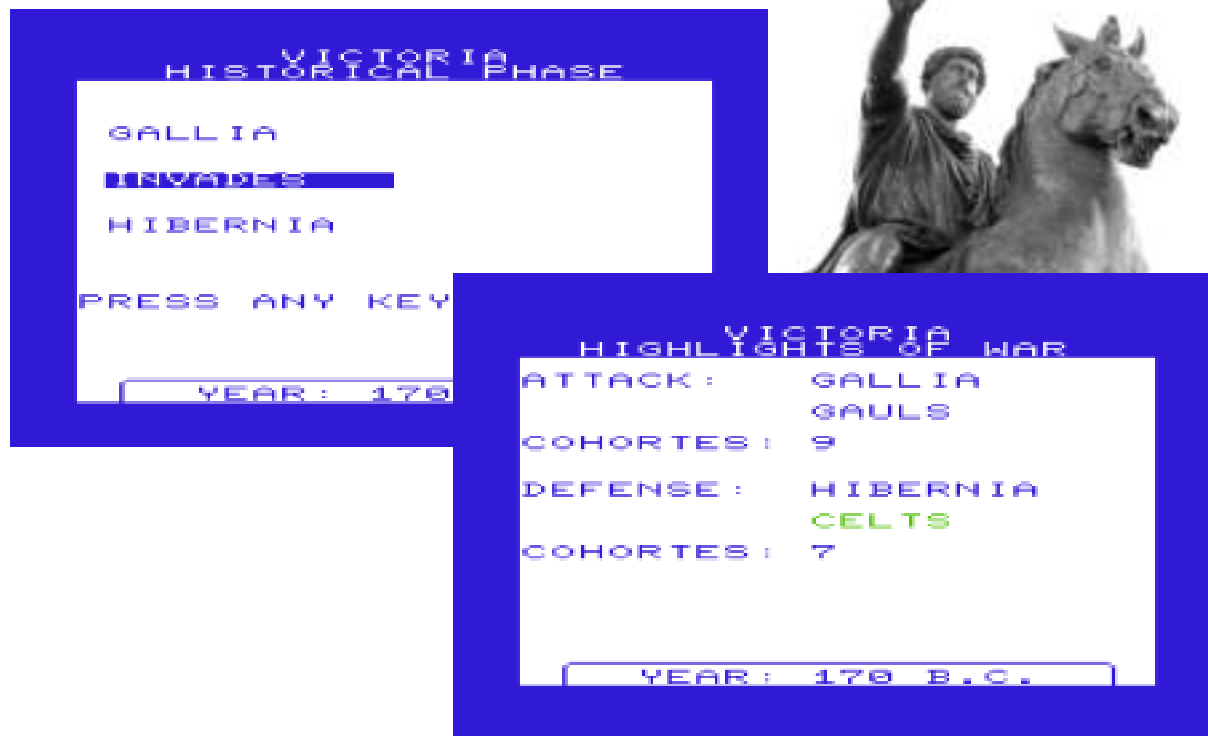 VICTORIA
HISTORICAL PHASE
GALLIA
INVADES
HIBERNIA
PRESS ANY KEY
YEAR: 170
VICTORIA
HIGHLIGHTS OF WAR
ATTACK: GALLIA
GAULS
COHORTES: 9
DEFENSE: HIBERNIA
CELTS
COHORTES: 7
YEAR: 170 B.C.